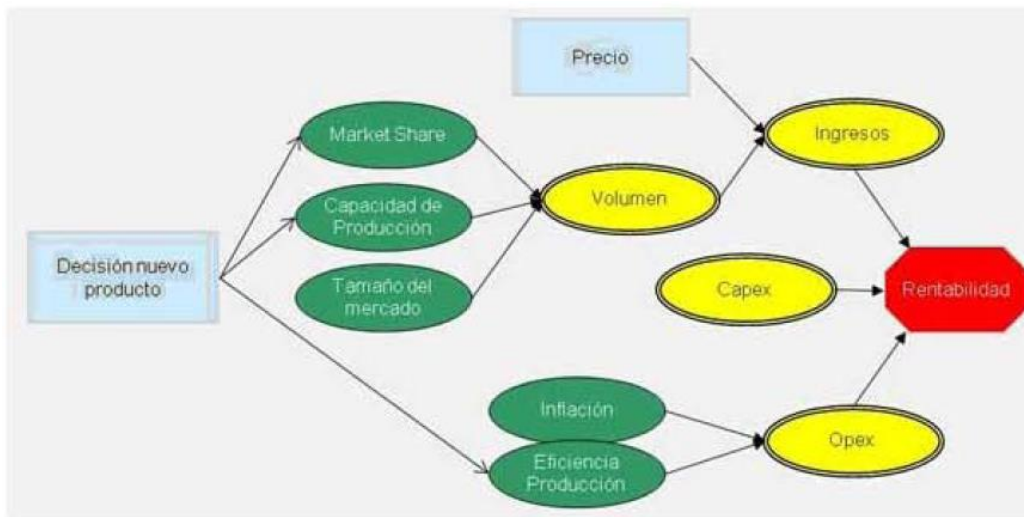 Precio
Ingresos
Market Share
Capacidad de
Producción
Volumen
Decisión nuevo
producto
Tamaño del
mercado
Capex
Rentabilidad
Inflación
Eficiencia
Producción
Opex